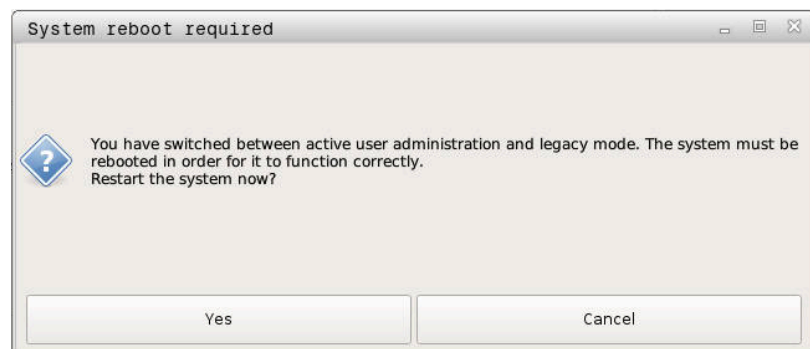 System reboot required
You have switched between active user administration and legacy mode. The system must be
rebooted in order for it to function correctly.
Restart the system now?
Yes
Cancel